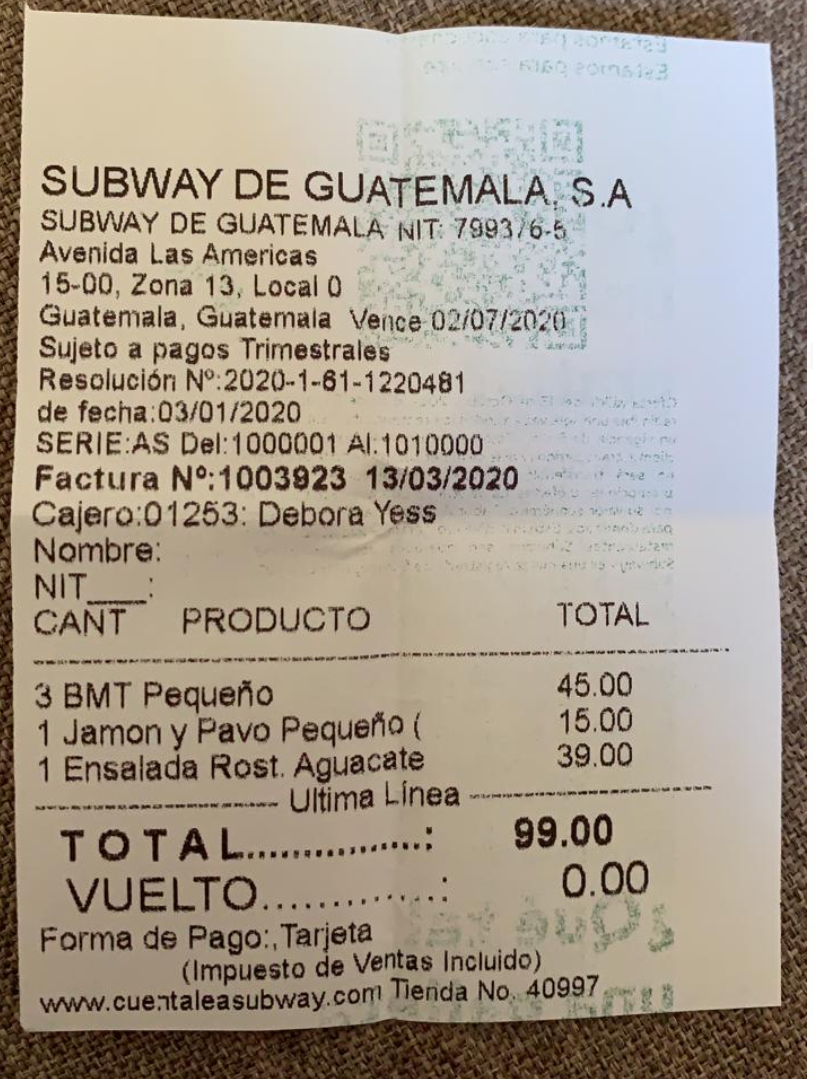 SUBWAY DE GUATEMALA, S.A
SUBWAY DE GUATEMALA NIT: 799376-5
Avenida Las Americas
15-00, Zona 13, Local 0
Guatemala, Guatemala Vence 02/07/2020
Sujeto a pagos Trimestrales
Resolución Nº:2020-1-61-1220481
de fecha:03/01/2020
SERIE:AS Del:1000001 Al:1010000
Factura Nº:1003923 13/03/2020
Cajero:01253: Debora Yess
Nombre:
NIT___:
CANT PRODUCTO TOTAL
3 BMT Pequeño 45.00
1 Jamon y Pavo Pequeño ( 15.00
1 Ensalada Rost. Aguacate 39.00
Ultima Línea
TOTAL................: 99.00
VUELTO..............: 0.00
Forma de Pago:,Tarjeta
(Impuesto de Ventas Incluido)
www.cuentaleasubway.com Tienda No. 40997